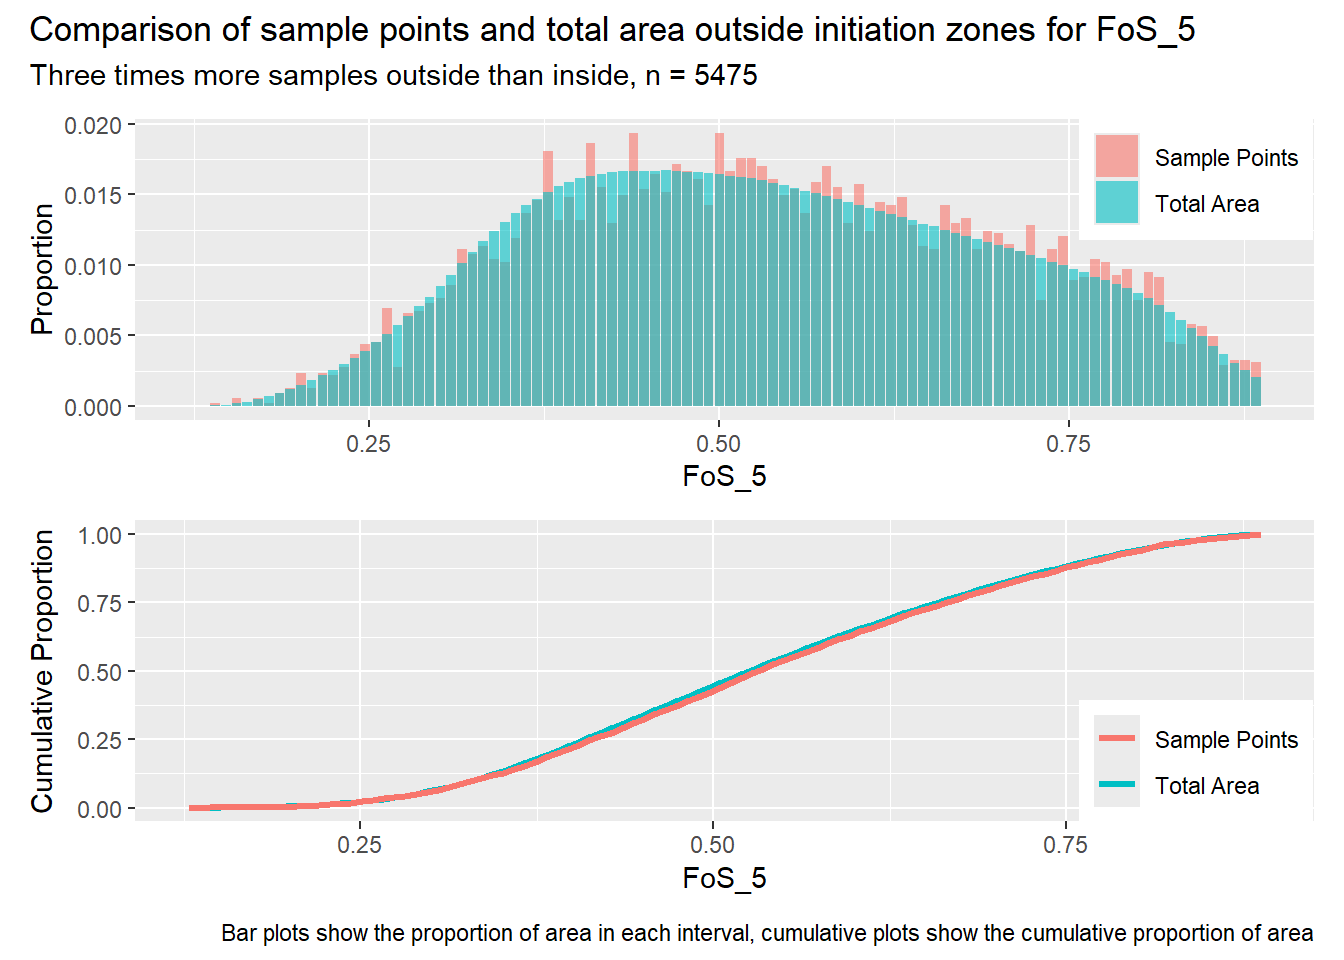 Comparison of sample points and total area outside initiation zones for FoS_5
Three times more samples outside than inside, n = 5475
0.020
0.015
0.010
0.005
0.000
Proportion
Sample Points
Total Area
0.25
0.50
0.75
FoS_5
1.00
0.75
0.50
0.25
0.00
Cumulative Proportion
Sample Points
Total Area
0.25
0.50
0.75
FoS_5
Bar plots show the proportion of area in each interval, cumulative plots show the cumulative proportion of area